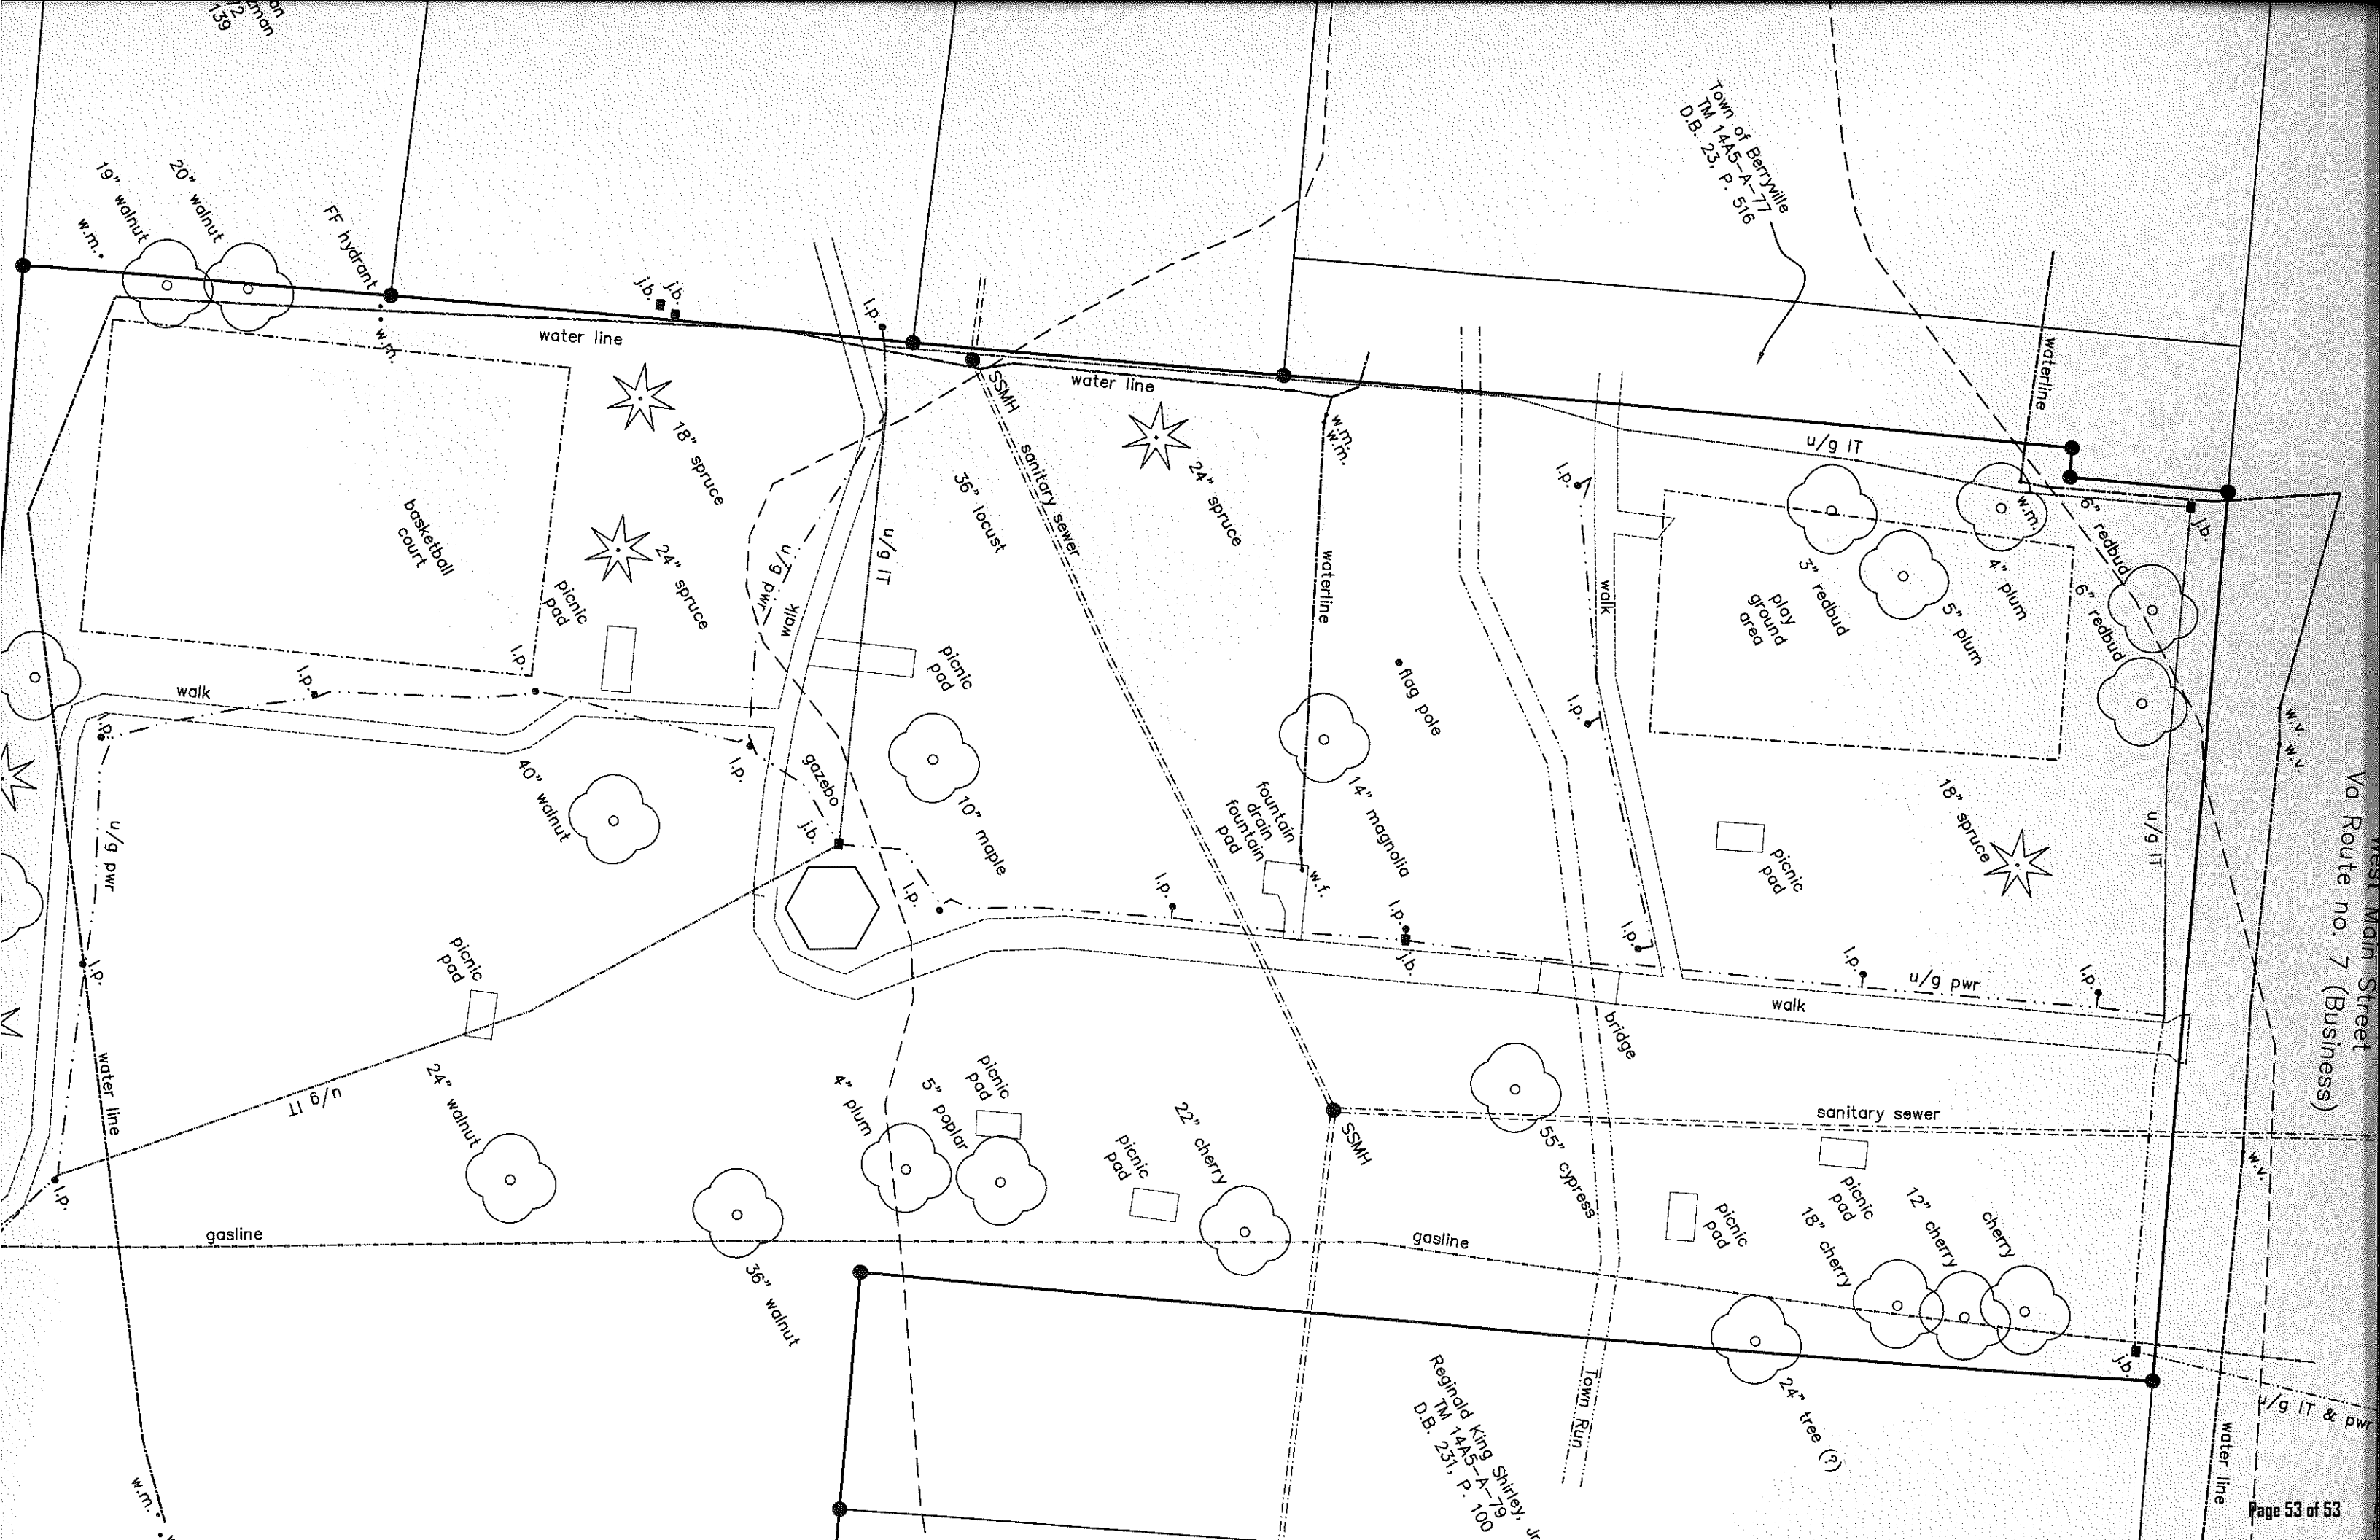 139
Town of Berryville
TM 14A5-A-77
D.B. 23, P. 516
19" walnut
20" walnut
w.m.
FF hydrant
w.m.
j.b.
j.b.
l.p.
water line
SSMH
water line
w.m.
w.m.
waterline
u/g IT
18" spruce
24" spruce
basketball
court
picnic
pad
24" spruce
36" locust
sanitary sewer
u/g IT
u/g pwr
walk
waterline
l.p.
walk
play
ground
area
3" redbud
5" plum
4" plum
w.m.
6" redbud
6" redbud
j.b.
picnic
pad
flag pole
l.p.
l.p.
l.p.
walk
l.p.
l.p.
40" walnut
gazebo
j.b.
10" maple
14" magnolia
fountain
drain
fountain
pad
w.f.
l.p.
l.p.
l.p.
j.b.
l.p.
picnic
pad
18" spruce
u/g IT
w.v.
w.v.
West Main Street
Va Route no. 7 (Business)
u/g pwr
l.p.
picnic
pad
l.p.
u/g pwr
l.p.
walk
bridge
water line
u/g IT
24" walnut
4" plum
5" poplar
picnic
pad
picnic
pad
22" cherry
SSMH
55" cypress
sanitary sewer
w.v.
l.p.
picnic
pad
picnic
pad
18" cherry
12" cherry
cherry
gasline
gasline
36" walnut
24" tree (?)
j.b.
u/g IT & pwr
Town Run
Reginald King Shirley, Jr
TM 14A5-A-79
D.B. 231, P. 100
water line
w.m.
Page 53 of 53